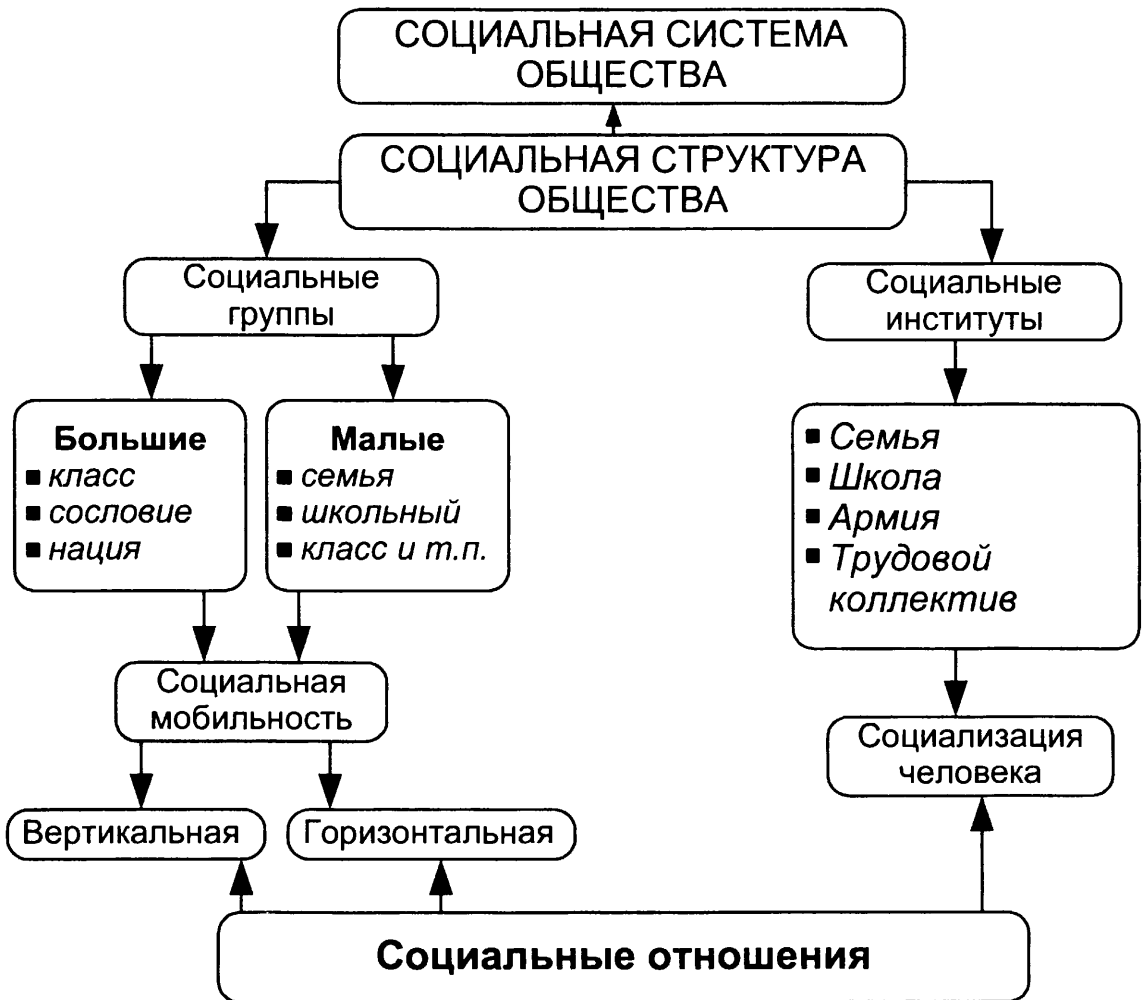 СОЦИАЛЬНАЯ СИСТЕМА
ОБЩЕСТВА
СОЦИАЛЬНАЯ СТРУКТУРА
ОБЩЕСТВА
Социальные
группы
Социальные
институты
Большие
▪ класс
▪ сословие
▪ нация
Малые
▪ семья
▪ школьный
▪ класс и т.п.
▪ Семья
▪ Школа
▪ Армия
▪ Трудовой
коллектив
Социальная
мобильность
Социализация
человека
Вертикальная
Горизонтальная
Социальные отношения